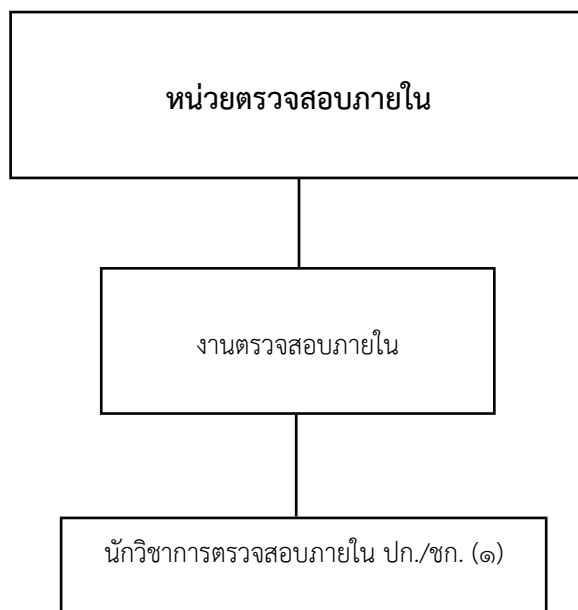 หน่วยตรวจสอบภายใน
งานตรวจสอบภายใน
นักวิชาการตรวจสอบภายใน ปก./ชก. (๑)